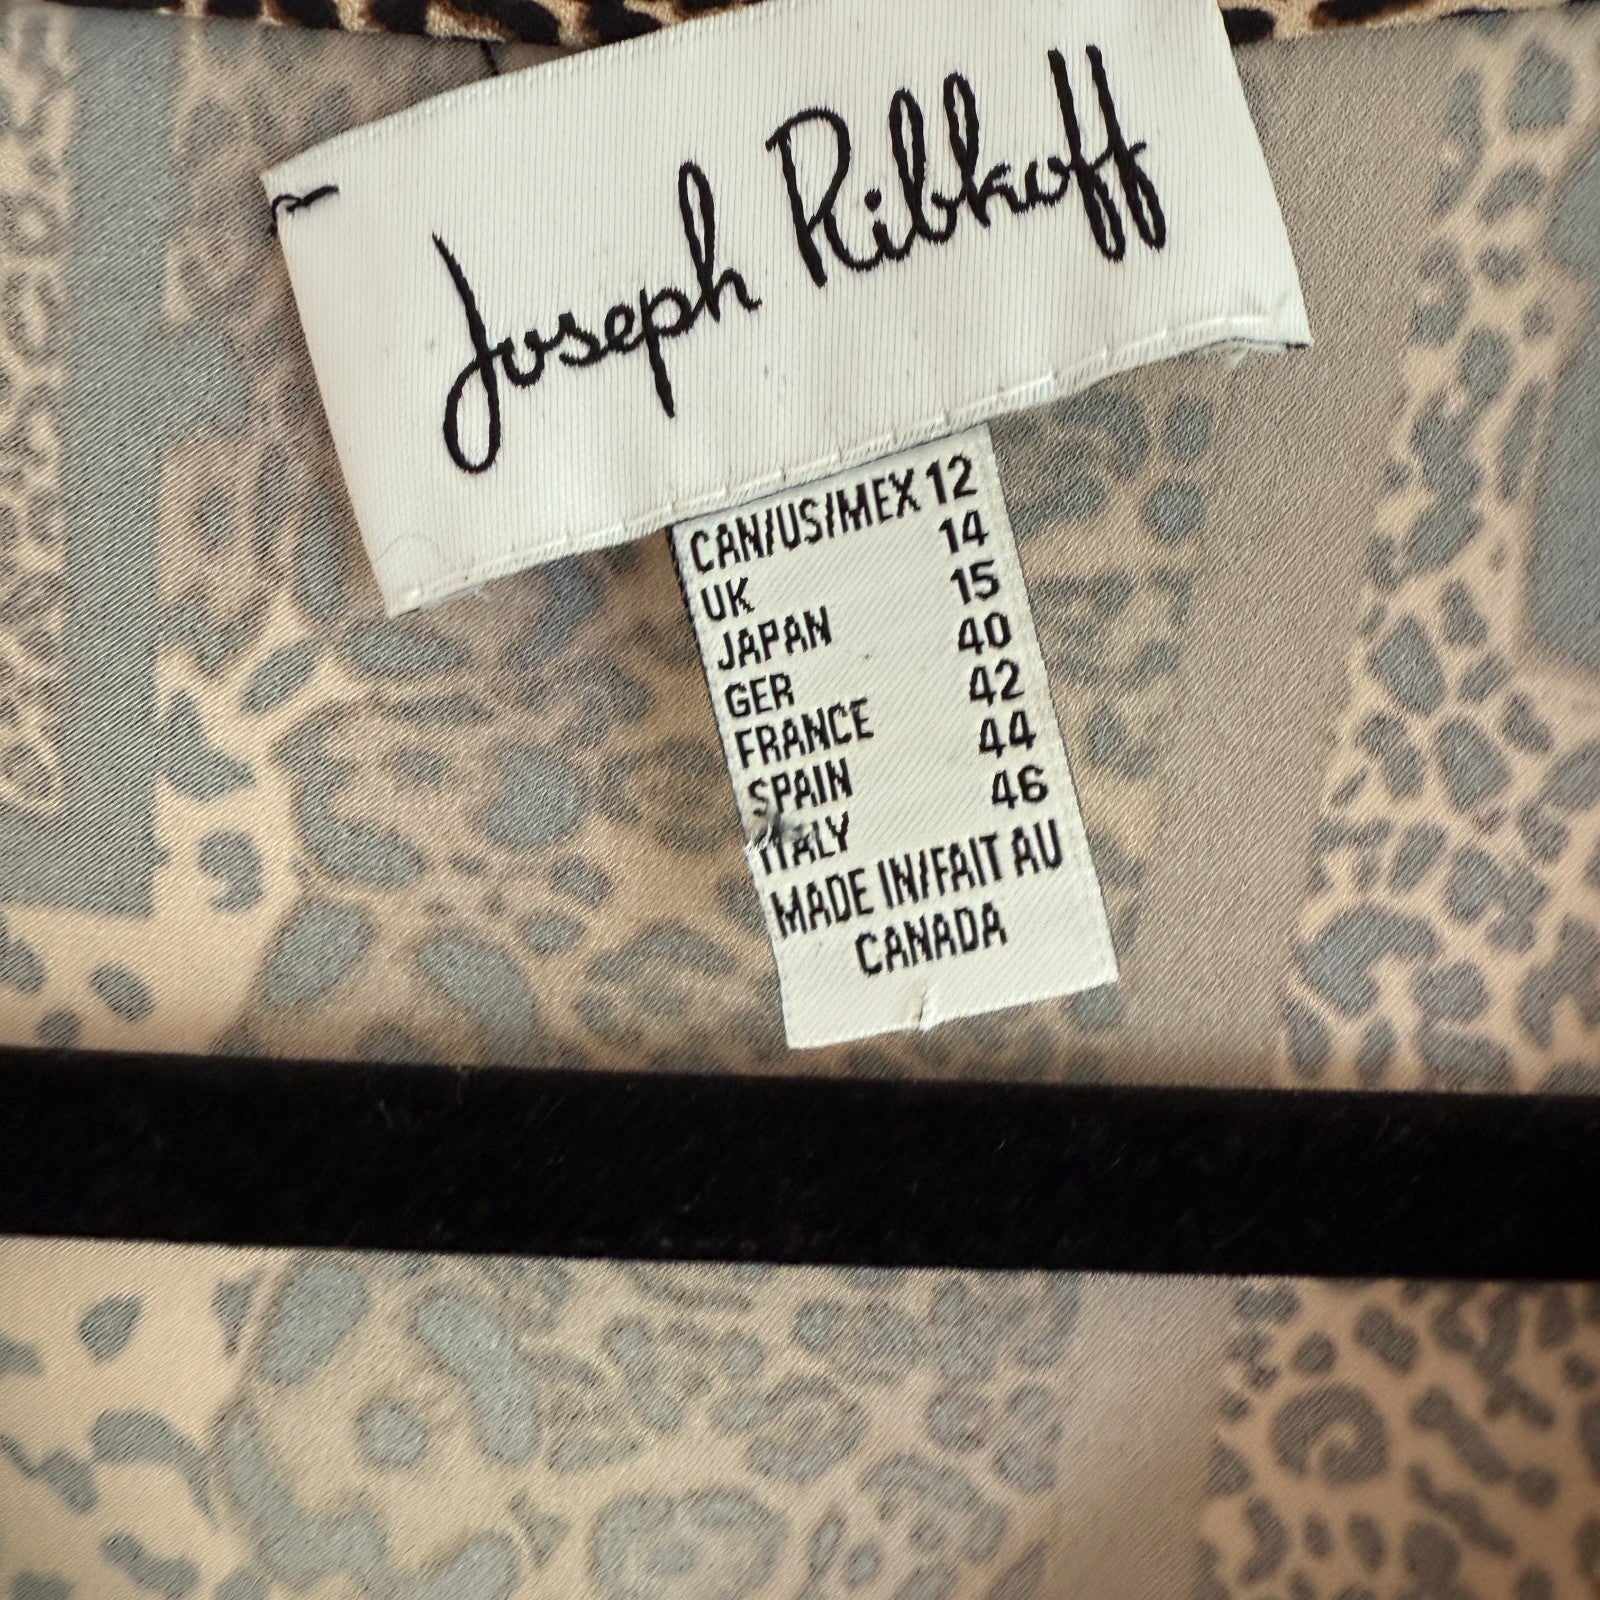 Joseph Ribkoff
CAN/US/MEX 12
UK 14
JAPAN 15
GER 40
FRANCE 42
SPAIN 44
ITALY 46
MADE IN/FAIT AU
CANADA